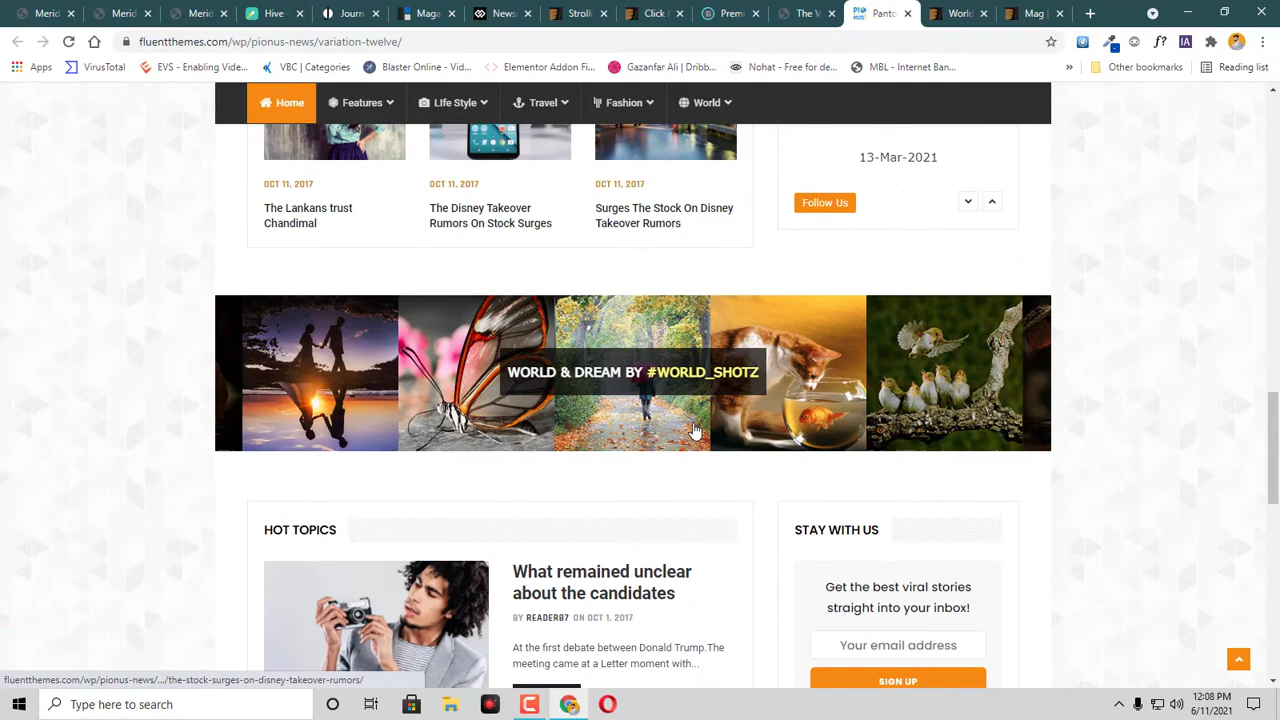 Merid
Merid
Hive
Journ
Maga
News
Strolli
Click I
Premi
The V
Panto
World
Mag
fluentthemes.com/wp/pionus-news/variation-twelve/
Apps
VirusTotal
EVS - Enabling Vide...
VBC | Categories
Blaster Online - Vid...
Elementor Addon Fi...
Gazanfar Ali | Dribb...
Nohat - Free for de...
MBL - Internet Ban...
»
Other bookmarks
Reading list
Home
Features
Life Style
Travel
Fashion
World
13-Mar-2021
OCT 11, 2017
OCT 11, 2017
OCT 11, 2017
Follow Us
The Lankans trust
Chandimal
The Disney Takeover
Rumors On Stock Surges
Surges The Stock On Disney
Takeover Rumors
WORLD & DREAM BY #WORLD_SHOTZ
HOT TOPICS
STAY WITH US
What remained unclear
about the candidates
BY READER87 ON OCT 1, 2017
At the first debate between Donald Trump.The
meeting came at a Letter moment with...
Get the best viral stories
straight into your inbox!
Your email address
SIGN UP
fluentthemes.com/wp/pionus-news/.../the-stock-surges-on-disney-takeover-rumors/
Type here to search
12:08 PM
6/11/2021